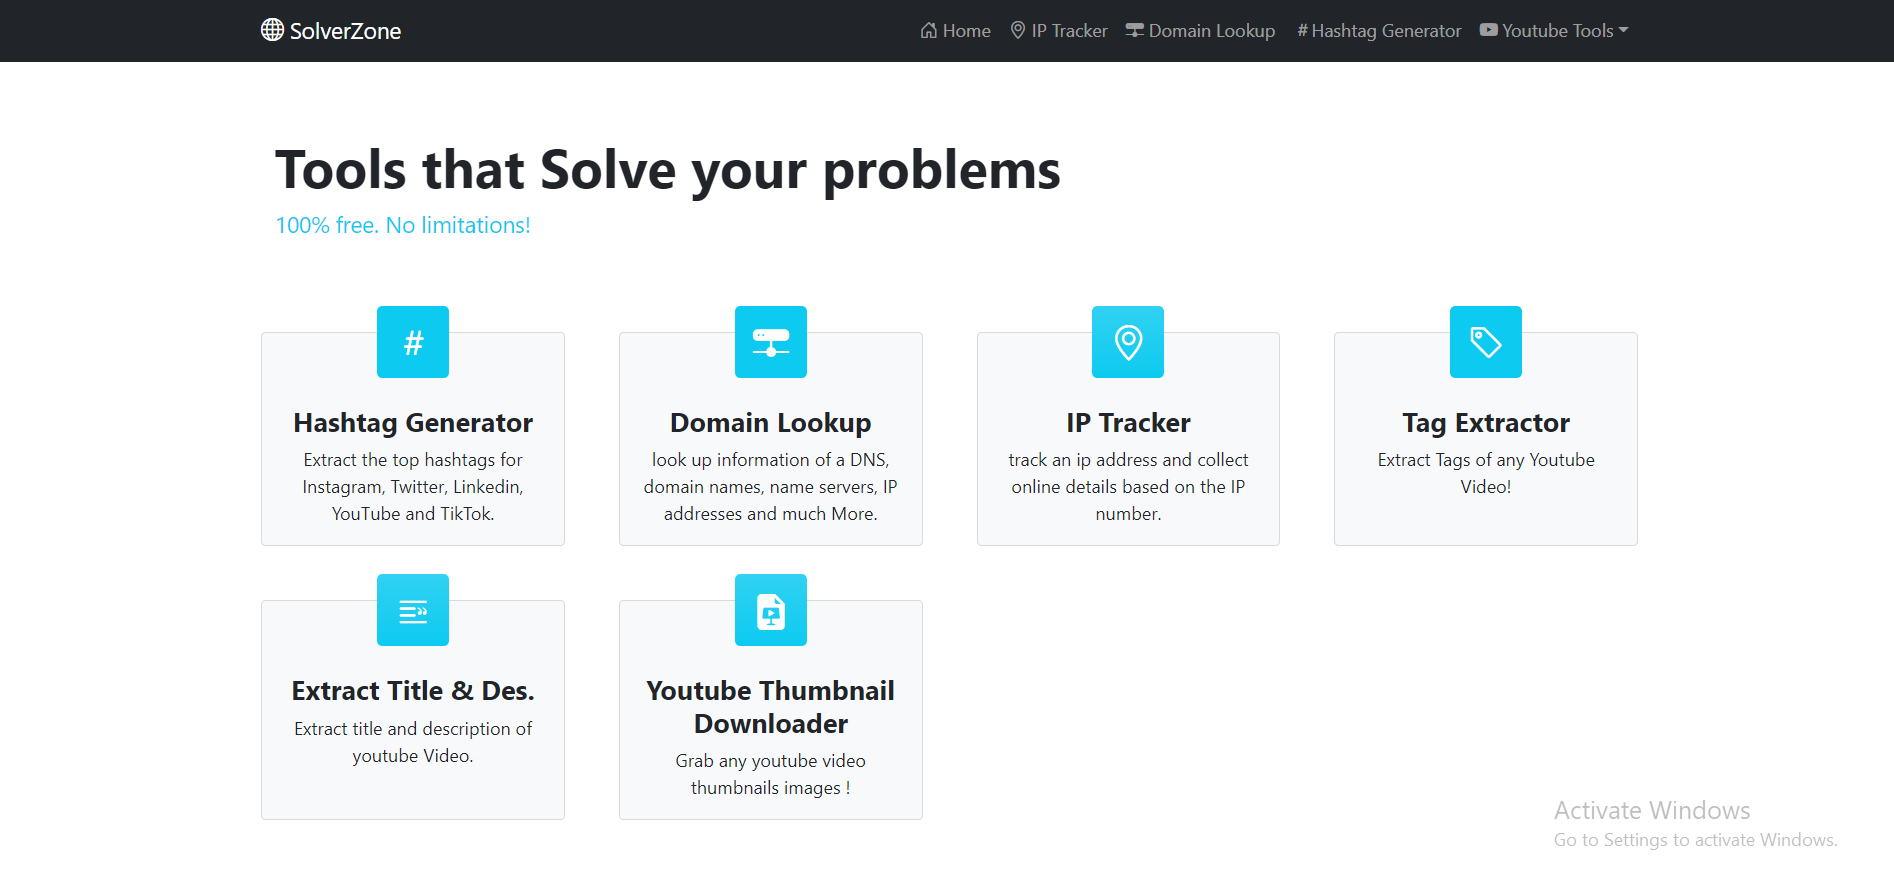 SolverZone
Home
IP Tracker
Domain Lookup
# Hashtag Generator
Youtube Tools
Tools that Solve your problems
100% free. No limitations!
#
Hashtag Generator
Extract the top hashtags for
Instagram, Twitter, Linkedin,
YouTube and TikTok.
Domain Lookup
look up information of a DNS,
domain names, name servers, IP
addresses and much More.
IP Tracker
track an ip address and collect
online details based on the IP
number.
Tag Extractor
Extract Tags of any Youtube
Video!
Extract Title & Des.
Extract title and description of
youtube Video.
Youtube Thumbnail
Downloader
Grab any youtube video
thumbnails images !
Activate Windows
Go to Settings to activate Windows.